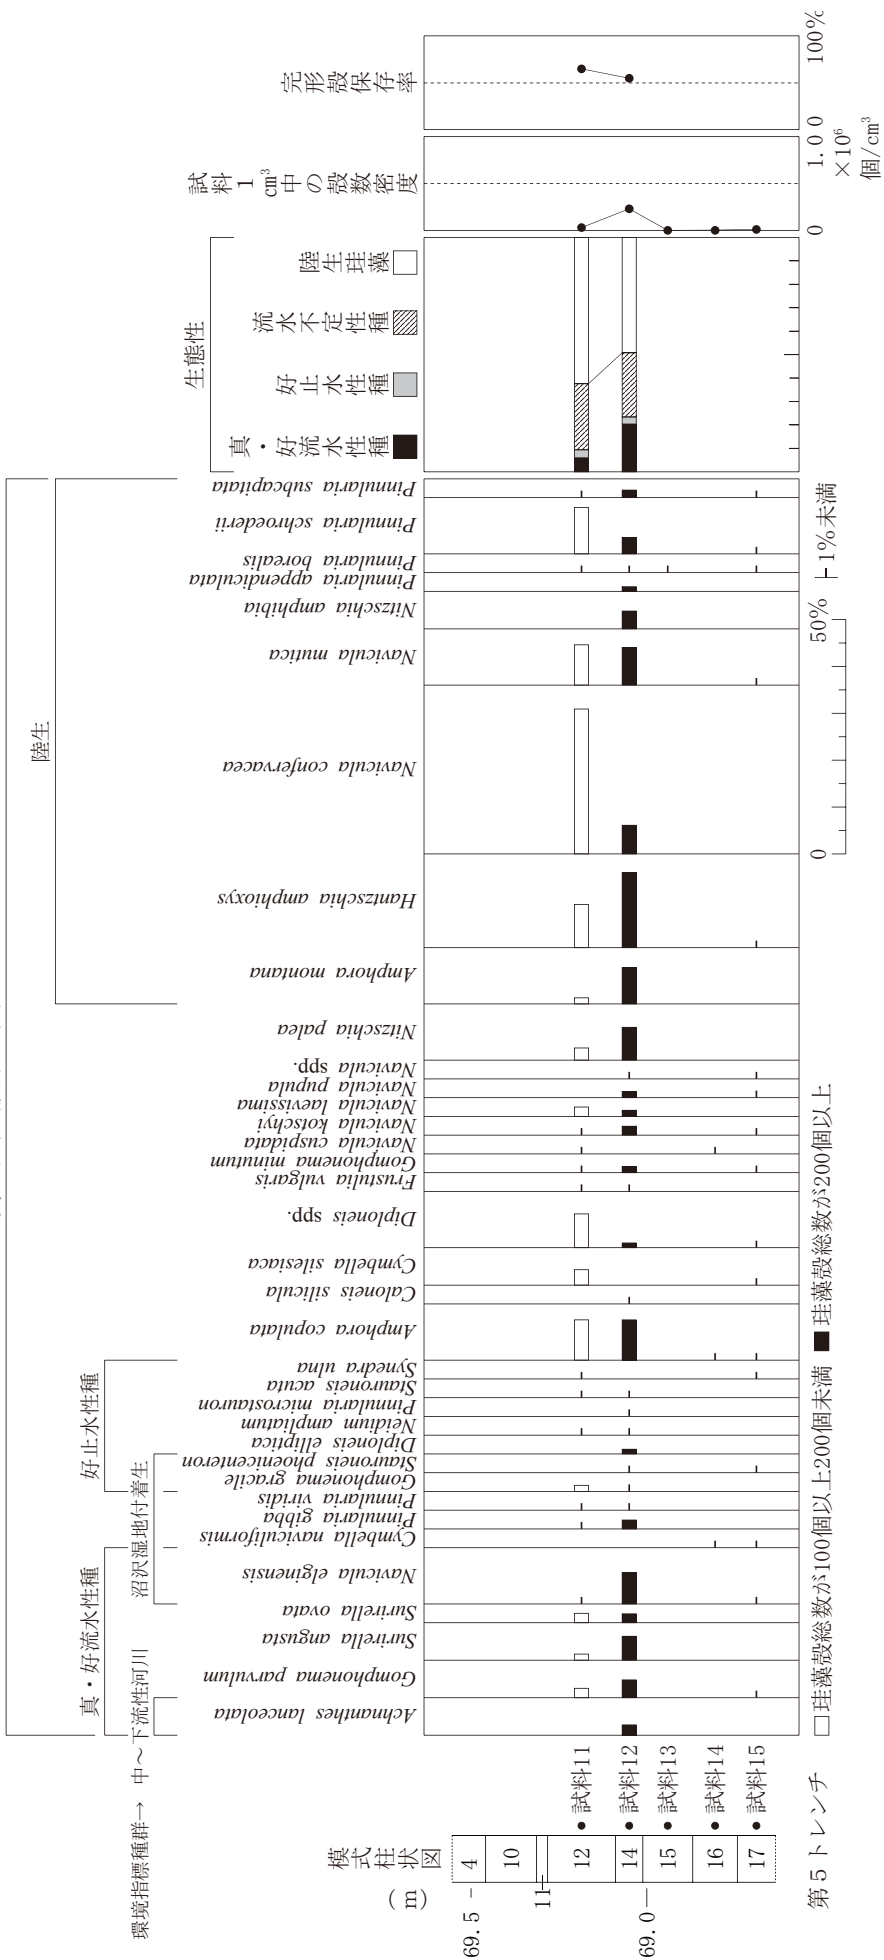 環境指標種群→
中～下流性河川
真・好流水性種
沼沢湿地付着生
好止水性種
陸生
生態性
模式柱状図
(m)
69.5
69.0
4
10
11
12
14
15
16
17
試料11
試料12
試料13
試料14
試料15
Achnanthes lanceolata
Gomphonema parvulum
Surirella angusta
Surirella ovata
Navicula elginensis
Cymbella naviculiformis
Pinnularia gibba
Pinnularia viridis
Gomphonema gracile
Stauroneis phoenicenteron
Diploneis elliptica
Neidium ampliatum
Pinnularia microstauron
Stauroneis acuta
Synedra ulna
Amphora copulata
Caloneis silicula
Cymbella silesiaca
Diploneis spp.
Frustulia vulgaris
Gomphonema minutum
Navicula cuspidata
Navicula kotschyi
Navicula laevissima
Navicula pupula
Navicula spp.
Nitzschia palea
Amphora montana
Hantzschia amphioxys
Navicula confervacea
Navicula mutica
Nitzschia amphibia
Pinnularia appendiculata
Pinnularia borealis
Pinnularia schroederii
Pinnularia subcapitata
真・好流水性種
好止水性種
流水不定性種
陸生珪藻
試料1cm³中の殻数密度
完形殻保存率
第5トレンチ
□珪藻殻総数が100個以上200個未満 ■珪藻殻総数が200個以上
0
50%
1%未満
0
1.0
×10⁶
個/cm³
0
100%